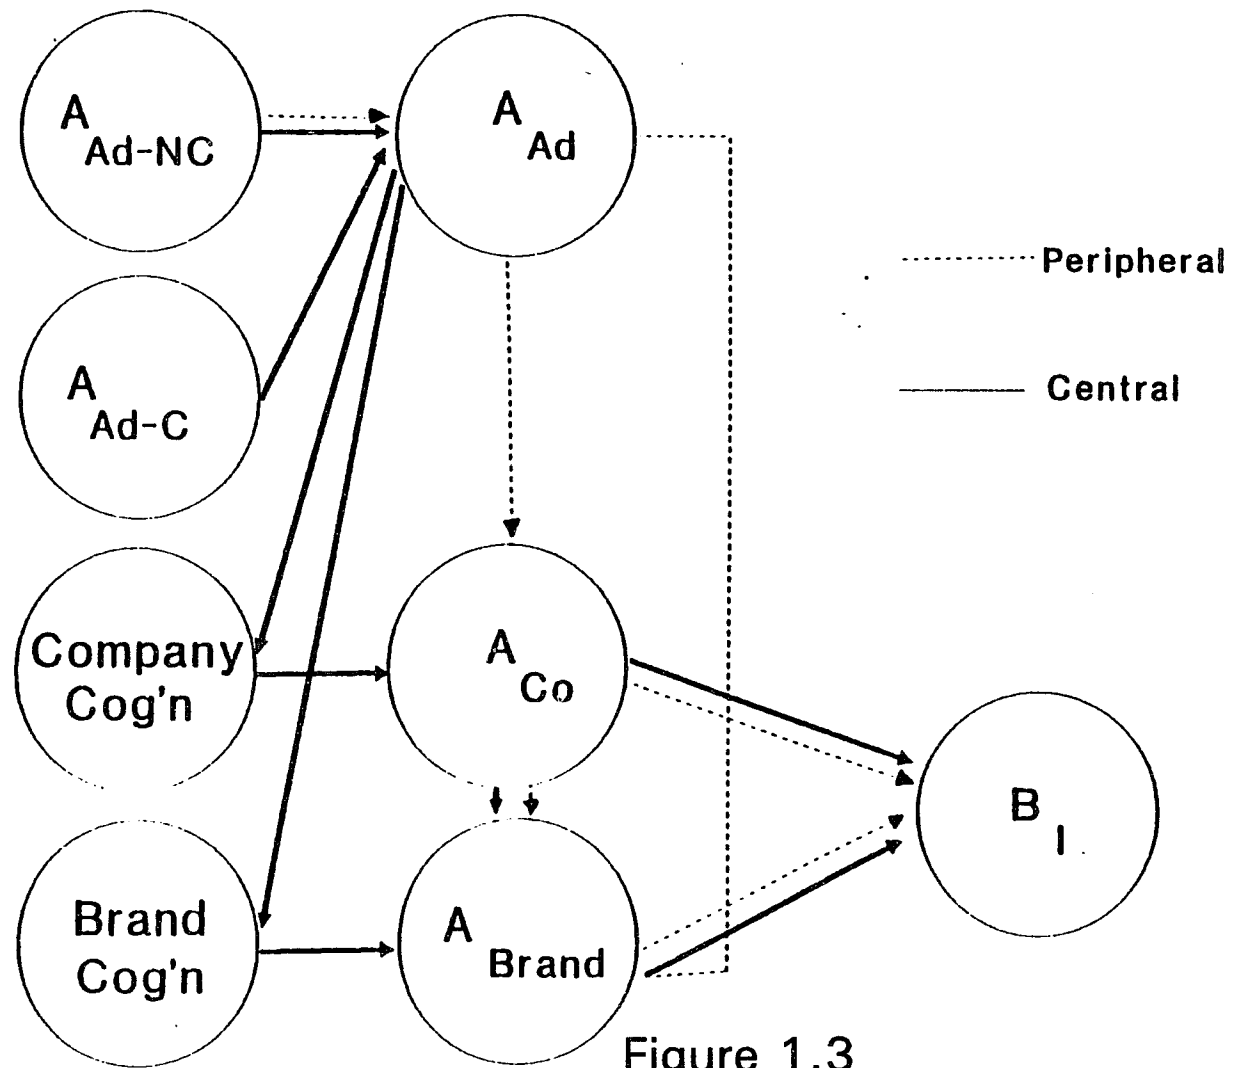 A
Ad-NC
A
Ad
Peripheral
A
Ad-C
Central
Company
Cog'n
A
Co
B
I
Brand
Cog'n
A
Brand
Figure 1.3